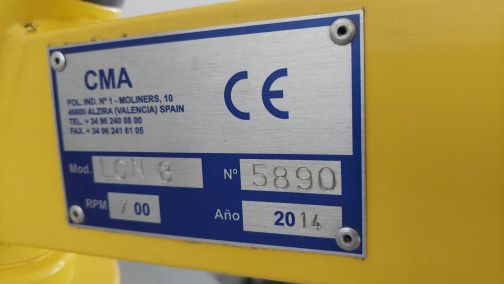 CMA
CE
POL. IND. Nº 1 - MOLINERS, 10
46600 ALZIRA (VALENCIA) SPAIN
TEL. + 34 96 240 08 00
FAX. + 34 96 241 61 05
Mod. Nº 5890
RPM 00 Año 2014